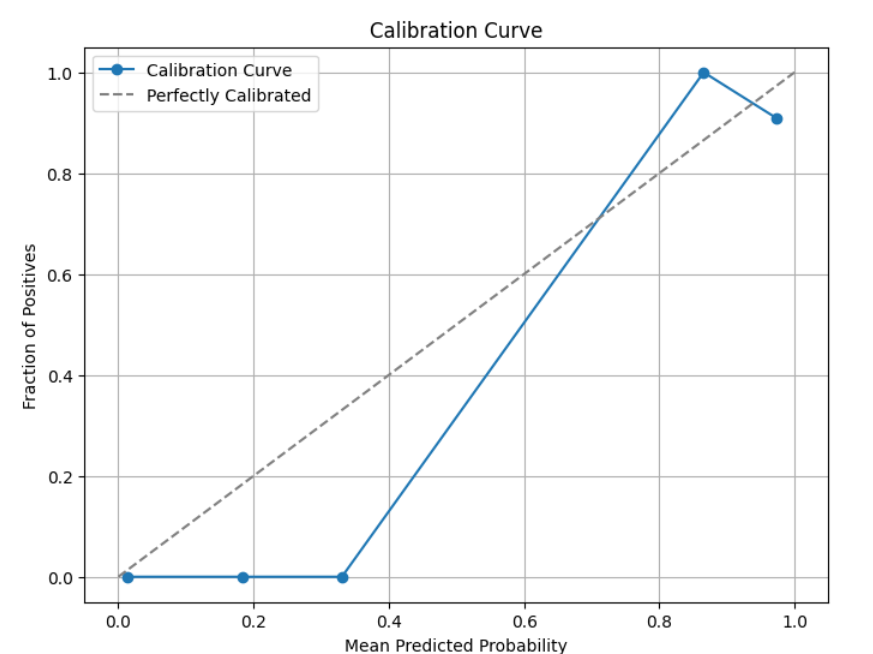 Calibration Curve
Calibration Curve
Perfectly Calibrated
1.0
0.8
0.6
0.4
0.2
0.0
Fraction of Positives
0.0 0.2 0.4 0.6 0.8 1.0
Mean Predicted Probability